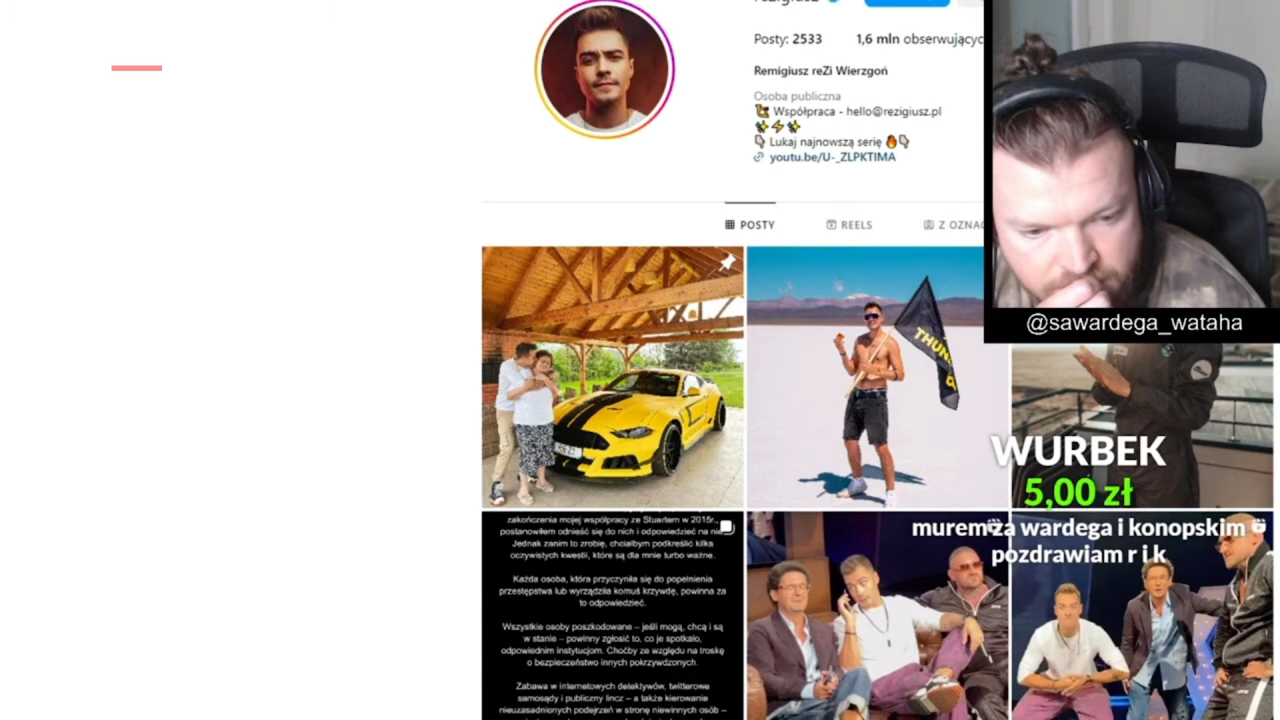 Posty: 2533 1,6 mln obserwujących
Remigiusz reZi Wierzgoń
Osoba publiczna
Współpraca - hello@rezigiusz.pl
Lukaj najnowszą serię
youtu.be/U-_ZLPKTIMA
POSTY REELS Z OZNAC
@sawardega_wataha
WURBEK
5,00 zł
murem za wardega i konopskim
pozdrawiam r i k
zakończenia mojej współpracy ze Stuartem w 2015r.,
postanowiłem odnieść się do nich i odpowiedzieć na nie.
Jednak zanim to zrobię, chciałbym podkreślić kilka
oczywistych kwestii, które są dla mnie turbo ważne.
Każda osoba, która przyczyniła się do popełnienia
przestępstwa lub wyrządziła komuś krzywdę, powinna za
to odpowiedzieć.
Wszystkie osoby poszkodowane – jeśli mogą, chcą i są
w stanie – powinny zgłosić to, co je spotkało,
odpowiednim instytucjom. Choćby ze względu na troskę
o bezpieczeństwo innych pokrzywdzonych.
Zabawa w internetowych detektywów, twitterowe
samosądy i publiczny lincz – a także kierowanie
nieuzasadnionych podejrzeń w stronę niewinnych osób –